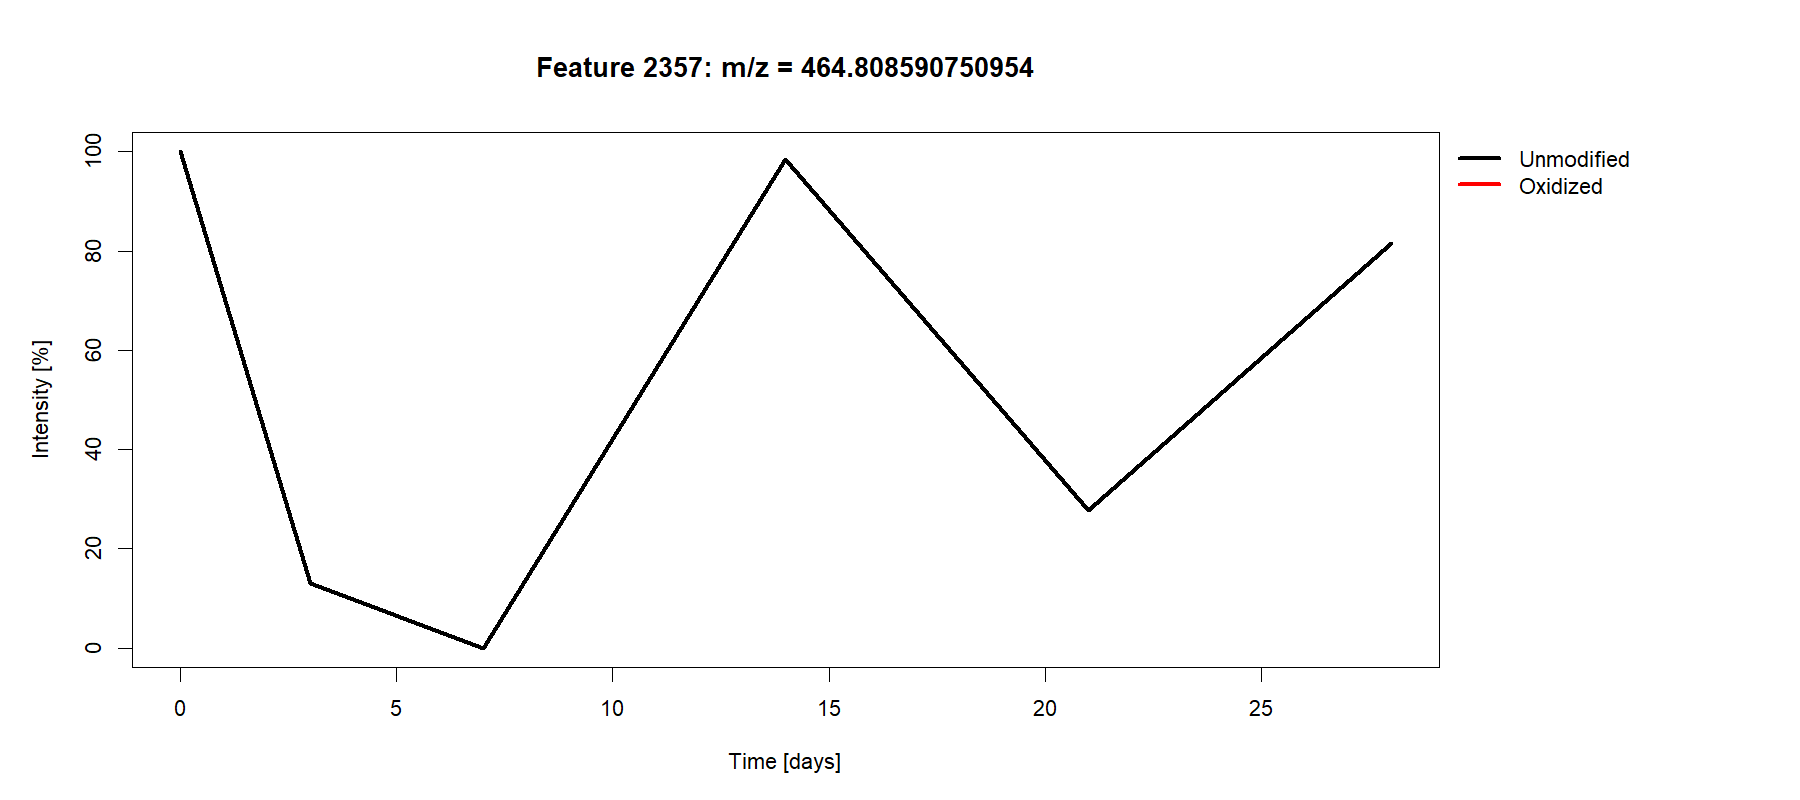 Feature 2357: m/z = 464.808590750954
Unmodified
Oxidized
Intensity [%]
100
80
60
40
20
0
0 5 10 15 20 25
Time [days]